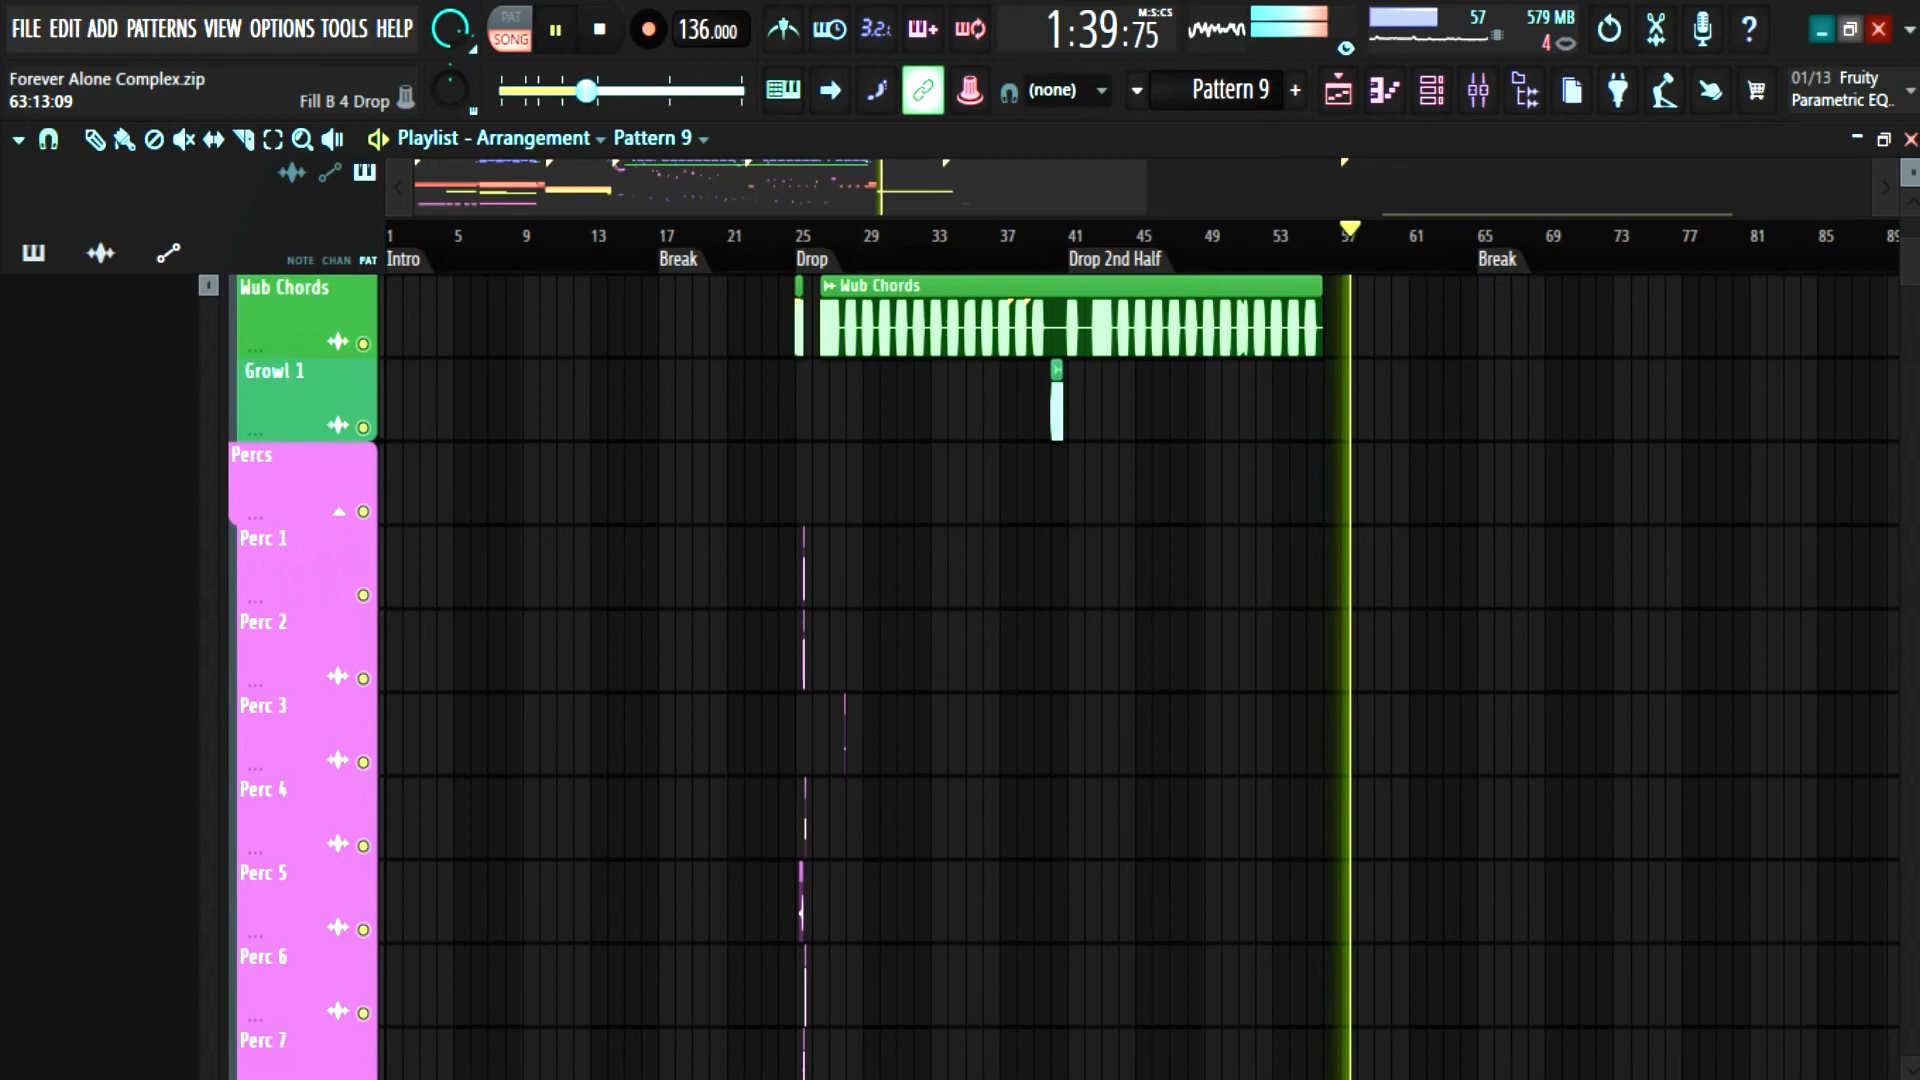 FILE EDIT ADD PATTERNS VIEW OPTIONS TOOLS HELP
PAT
SONG
136.000
3.2.
1:39:75
M:S:CS
57
579 MB
4
Forever Alone Complex.zip
63:13:09
Fill B 4 Drop
(none)
Pattern 9
+
01/13 Fruity
Parametric EQ..
Playlist - Arrangement
Pattern 9
1 5 9 13 17 21 25 29 33 37 41 45 49 53 57 61 65 69 73 77 81 85 89
Intro
Break
Drop
Drop 2nd Half
Break
NOTE CHAN PAT
Wub Chords
Wub Chords
Growl 1
Percs
Perc 1
Perc 2
Perc 3
Perc 4
Perc 5
Perc 6
Perc 7